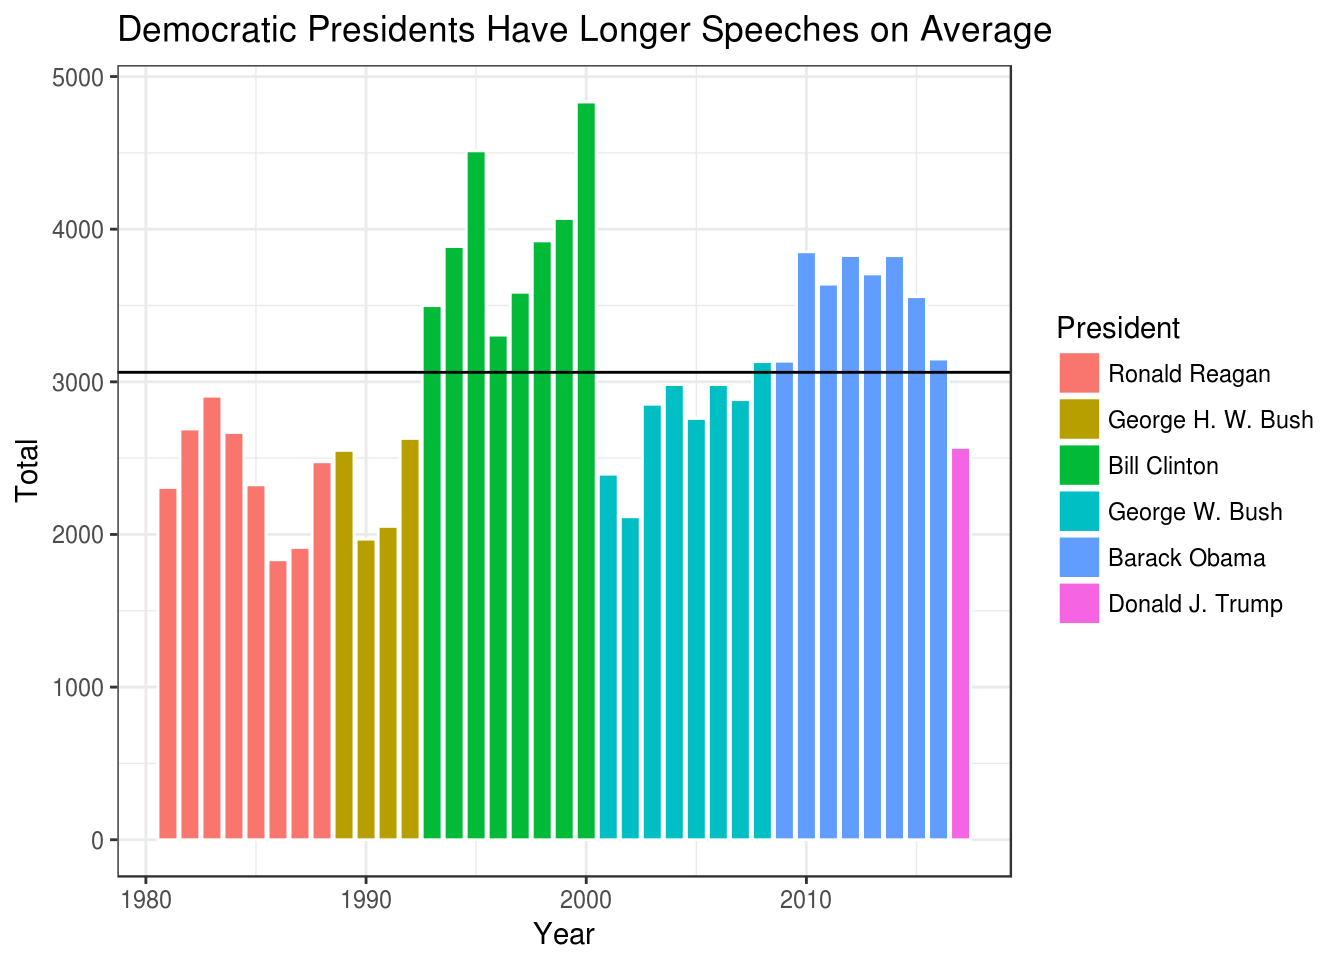 Democratic Presidents Have Longer Speeches on Average
5000
4000
3000
2000
1000
0
Total
1980
1990
2000
2010
Year
President
Ronald Reagan
George H. W. Bush
Bill Clinton
George W. Bush
Barack Obama
Donald J. Trump